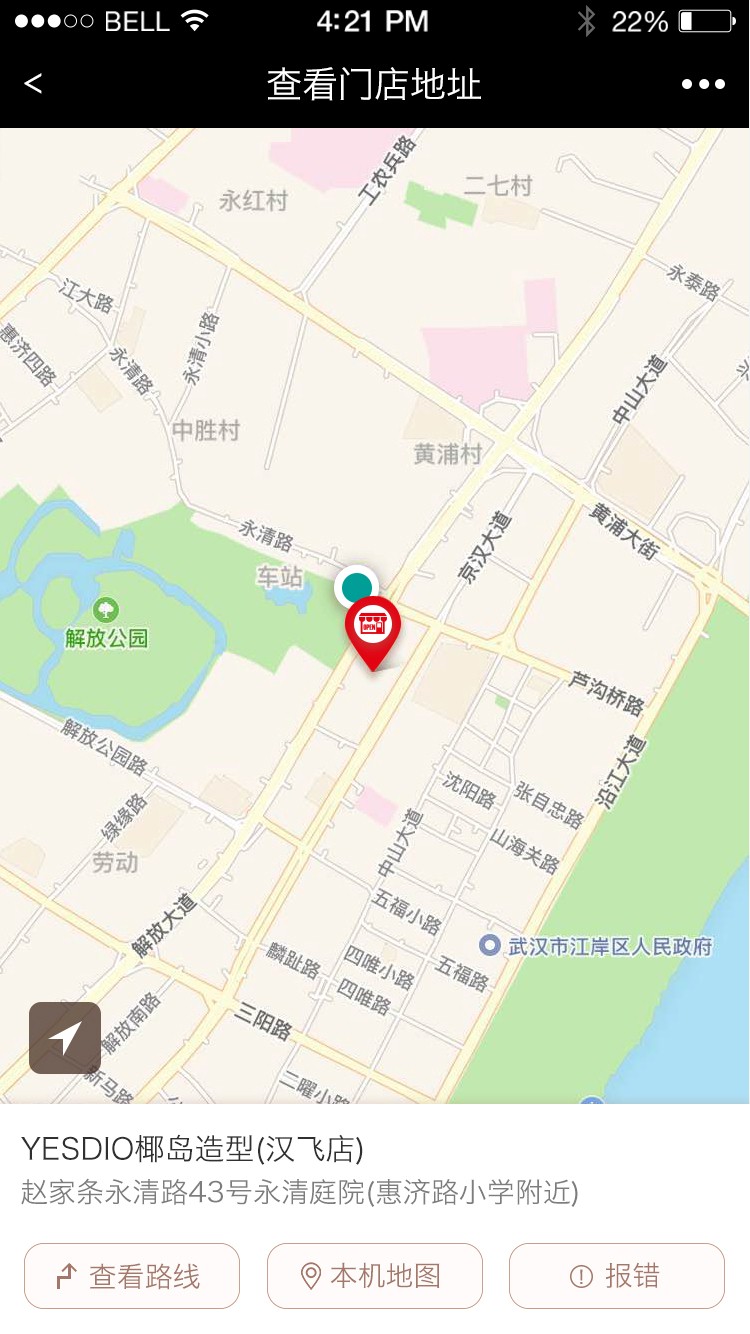 BELL 4:21 PM 22%
< 查看门店地址
工农兵路
二七村
永红村
永泰路
江大路
永清小路
惠济四路
永清路
中山大道
中胜村
黄浦村
黄浦大街
永清路
京汉大道
车站
OPEN
解放公园
芦沟桥路
解放公园路
沿江大道
沈阳路
张自忠路
绿缘路
中山大道
山海关路
劳动
五福小路
解放大道
武汉市江岸区人民政府
麟趾路
四唯小路
五福路
四唯路
三阳路
解放南路
新马路
二曜小路
YESDIO椰岛造型(汉飞店)
赵家条永清路43号永清庭院(惠济路小学附近)
查看路线 本机地图 报错